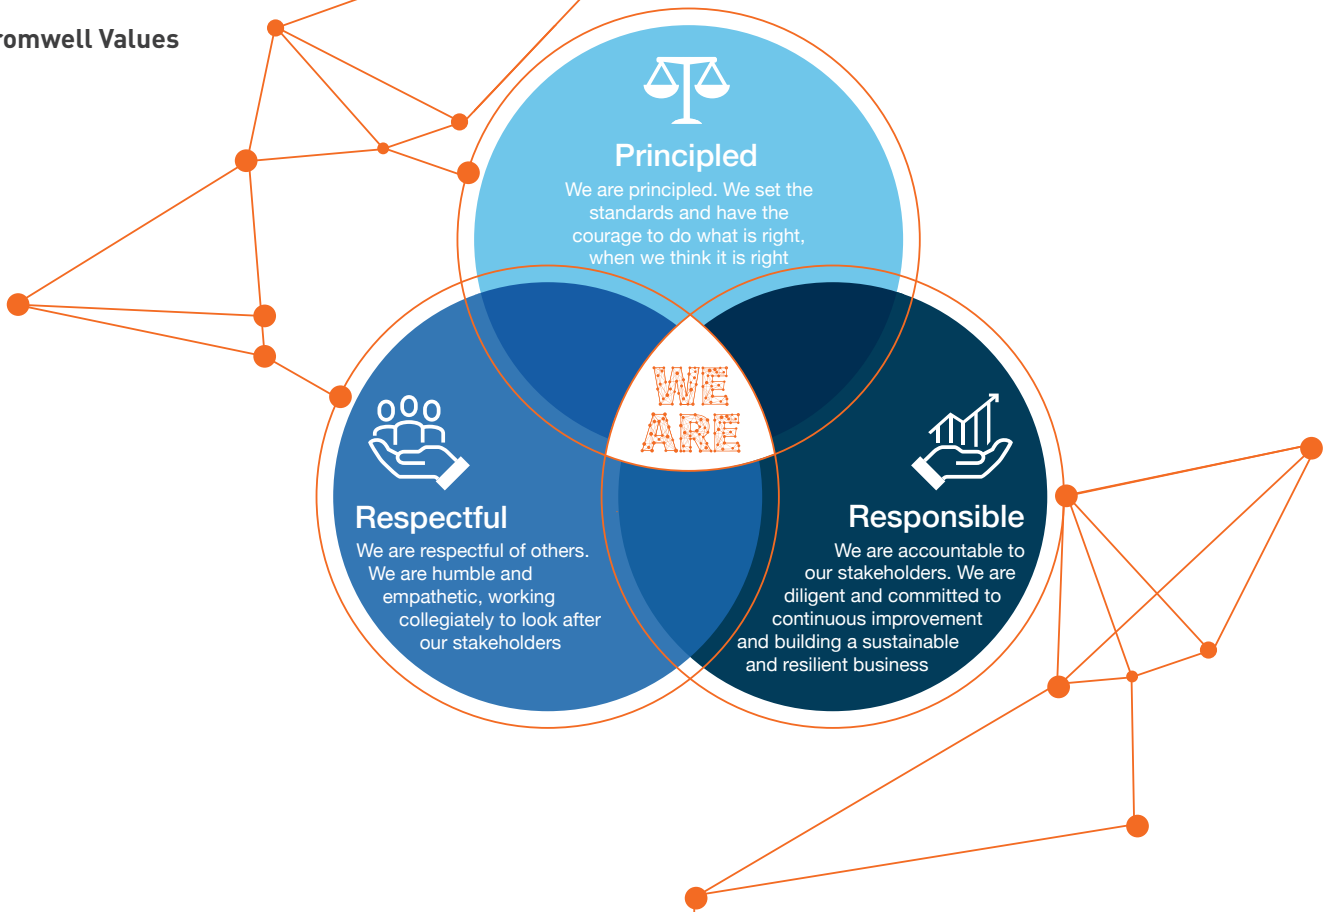 romwell Values
Principled
We are principled. We set the
standards and have the
courage to do what is right,
when we think it is right
WE
ARE
Respectful
We are respectful of others.
We are humble and
empathetic, working
collegiately to look after
our stakeholders
Responsible
We are accountable to
our stakeholders. We are
diligent and committed to
continuous improvement
and building a sustainable
and resilient business